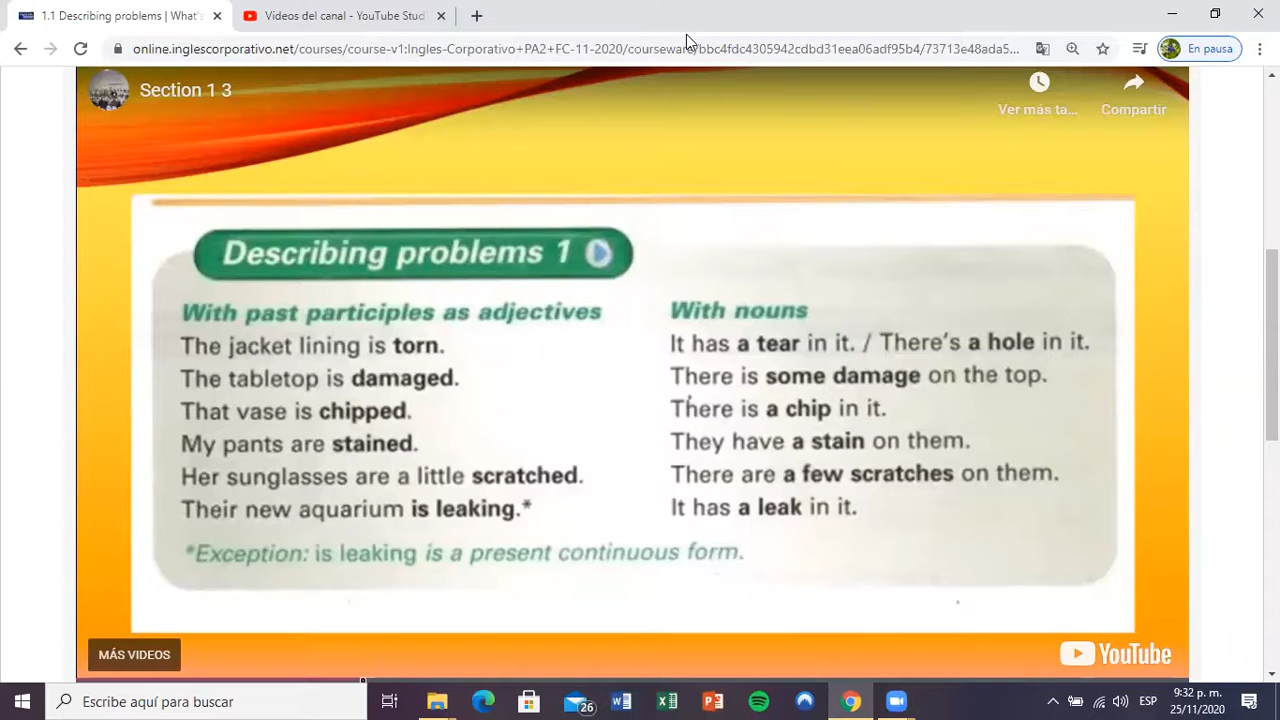 1.1 Describing problems | What's
Videos del canal - YouTube Stud
online.inglescorporativo.net/courses/course-v1:Ingles-Corporativo+PA2+FC-11-2020/courseware/bbc4fdc4305942cdbd31eea06adf95b4/73713e48ada5...
En pausa
Section 1 3
Ver más ta...
Compartir
Describing problems 1
With past participles as adjectives
The jacket lining is torn.
The tabletop is damaged.
That vase is chipped.
My pants are stained.
Her sunglasses are a little scratched.
Their new aquarium is leaking.*
With nouns
It has a tear in it. / There's a hole in it.
There is some damage on the top.
There is a chip in it.
They have a stain on them.
There are a few scratches on them.
It has a leak in it.
*Exception: is leaking is a present continuous form.
MÁS VIDEOS
YouTube
Escribe aquí para buscar
26
ESP
9:32 p. m.
25/11/2020